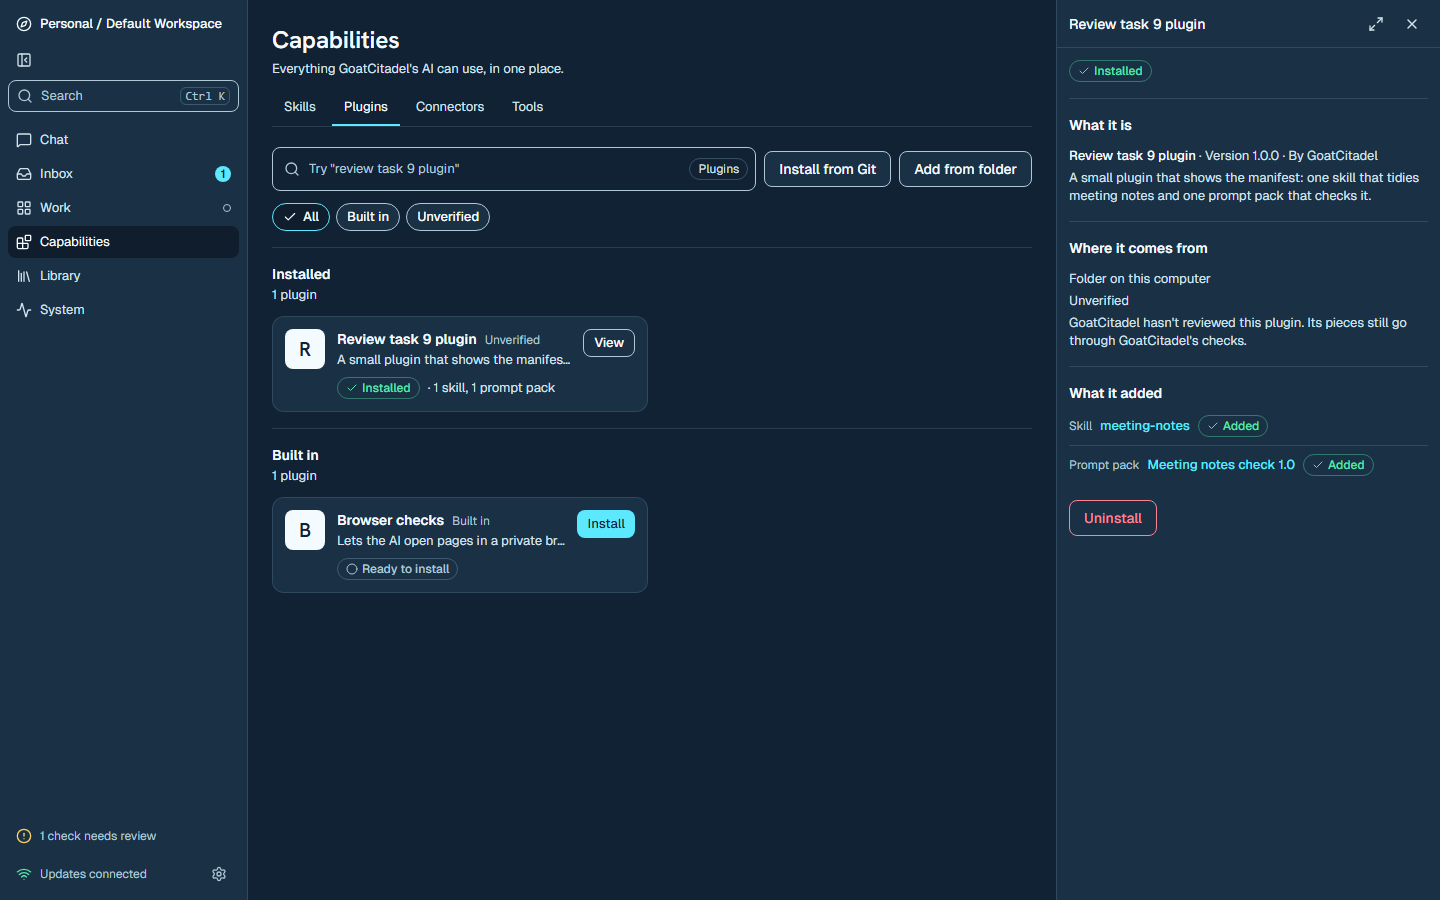 Personal / Default Workspace
Search
Ctrl K
Chat
Inbox
1
Work
Capabilities
Library
System
1 check needs review
Updates connected
Capabilities
Everything GoatCitadel's AI can use, in one place.
Skills
Plugins
Connectors
Tools
Try "review task 9 plugin"
Plugins
Install from Git
Add from folder
All
Built in
Unverified
Installed
1 plugin
R
Review task 9 plugin Unverified
View
A small plugin that shows the manifes...
Installed · 1 skill, 1 prompt pack
Built in
1 plugin
B
Browser checks Built in
Install
Lets the AI open pages in a private br...
Ready to install
Review task 9 plugin
Installed
What it is
Review task 9 plugin · Version 1.0.0 · By GoatCitadel
A small plugin that shows the manifest: one skill that tidies
meeting notes and one prompt pack that checks it.
Where it comes from
Folder on this computer
Unverified
GoatCitadel hasn't reviewed this plugin. Its pieces still go
through GoatCitadel's checks.
What it added
Skill meeting-notes Added
Prompt pack Meeting notes check 1.0 Added
Uninstall